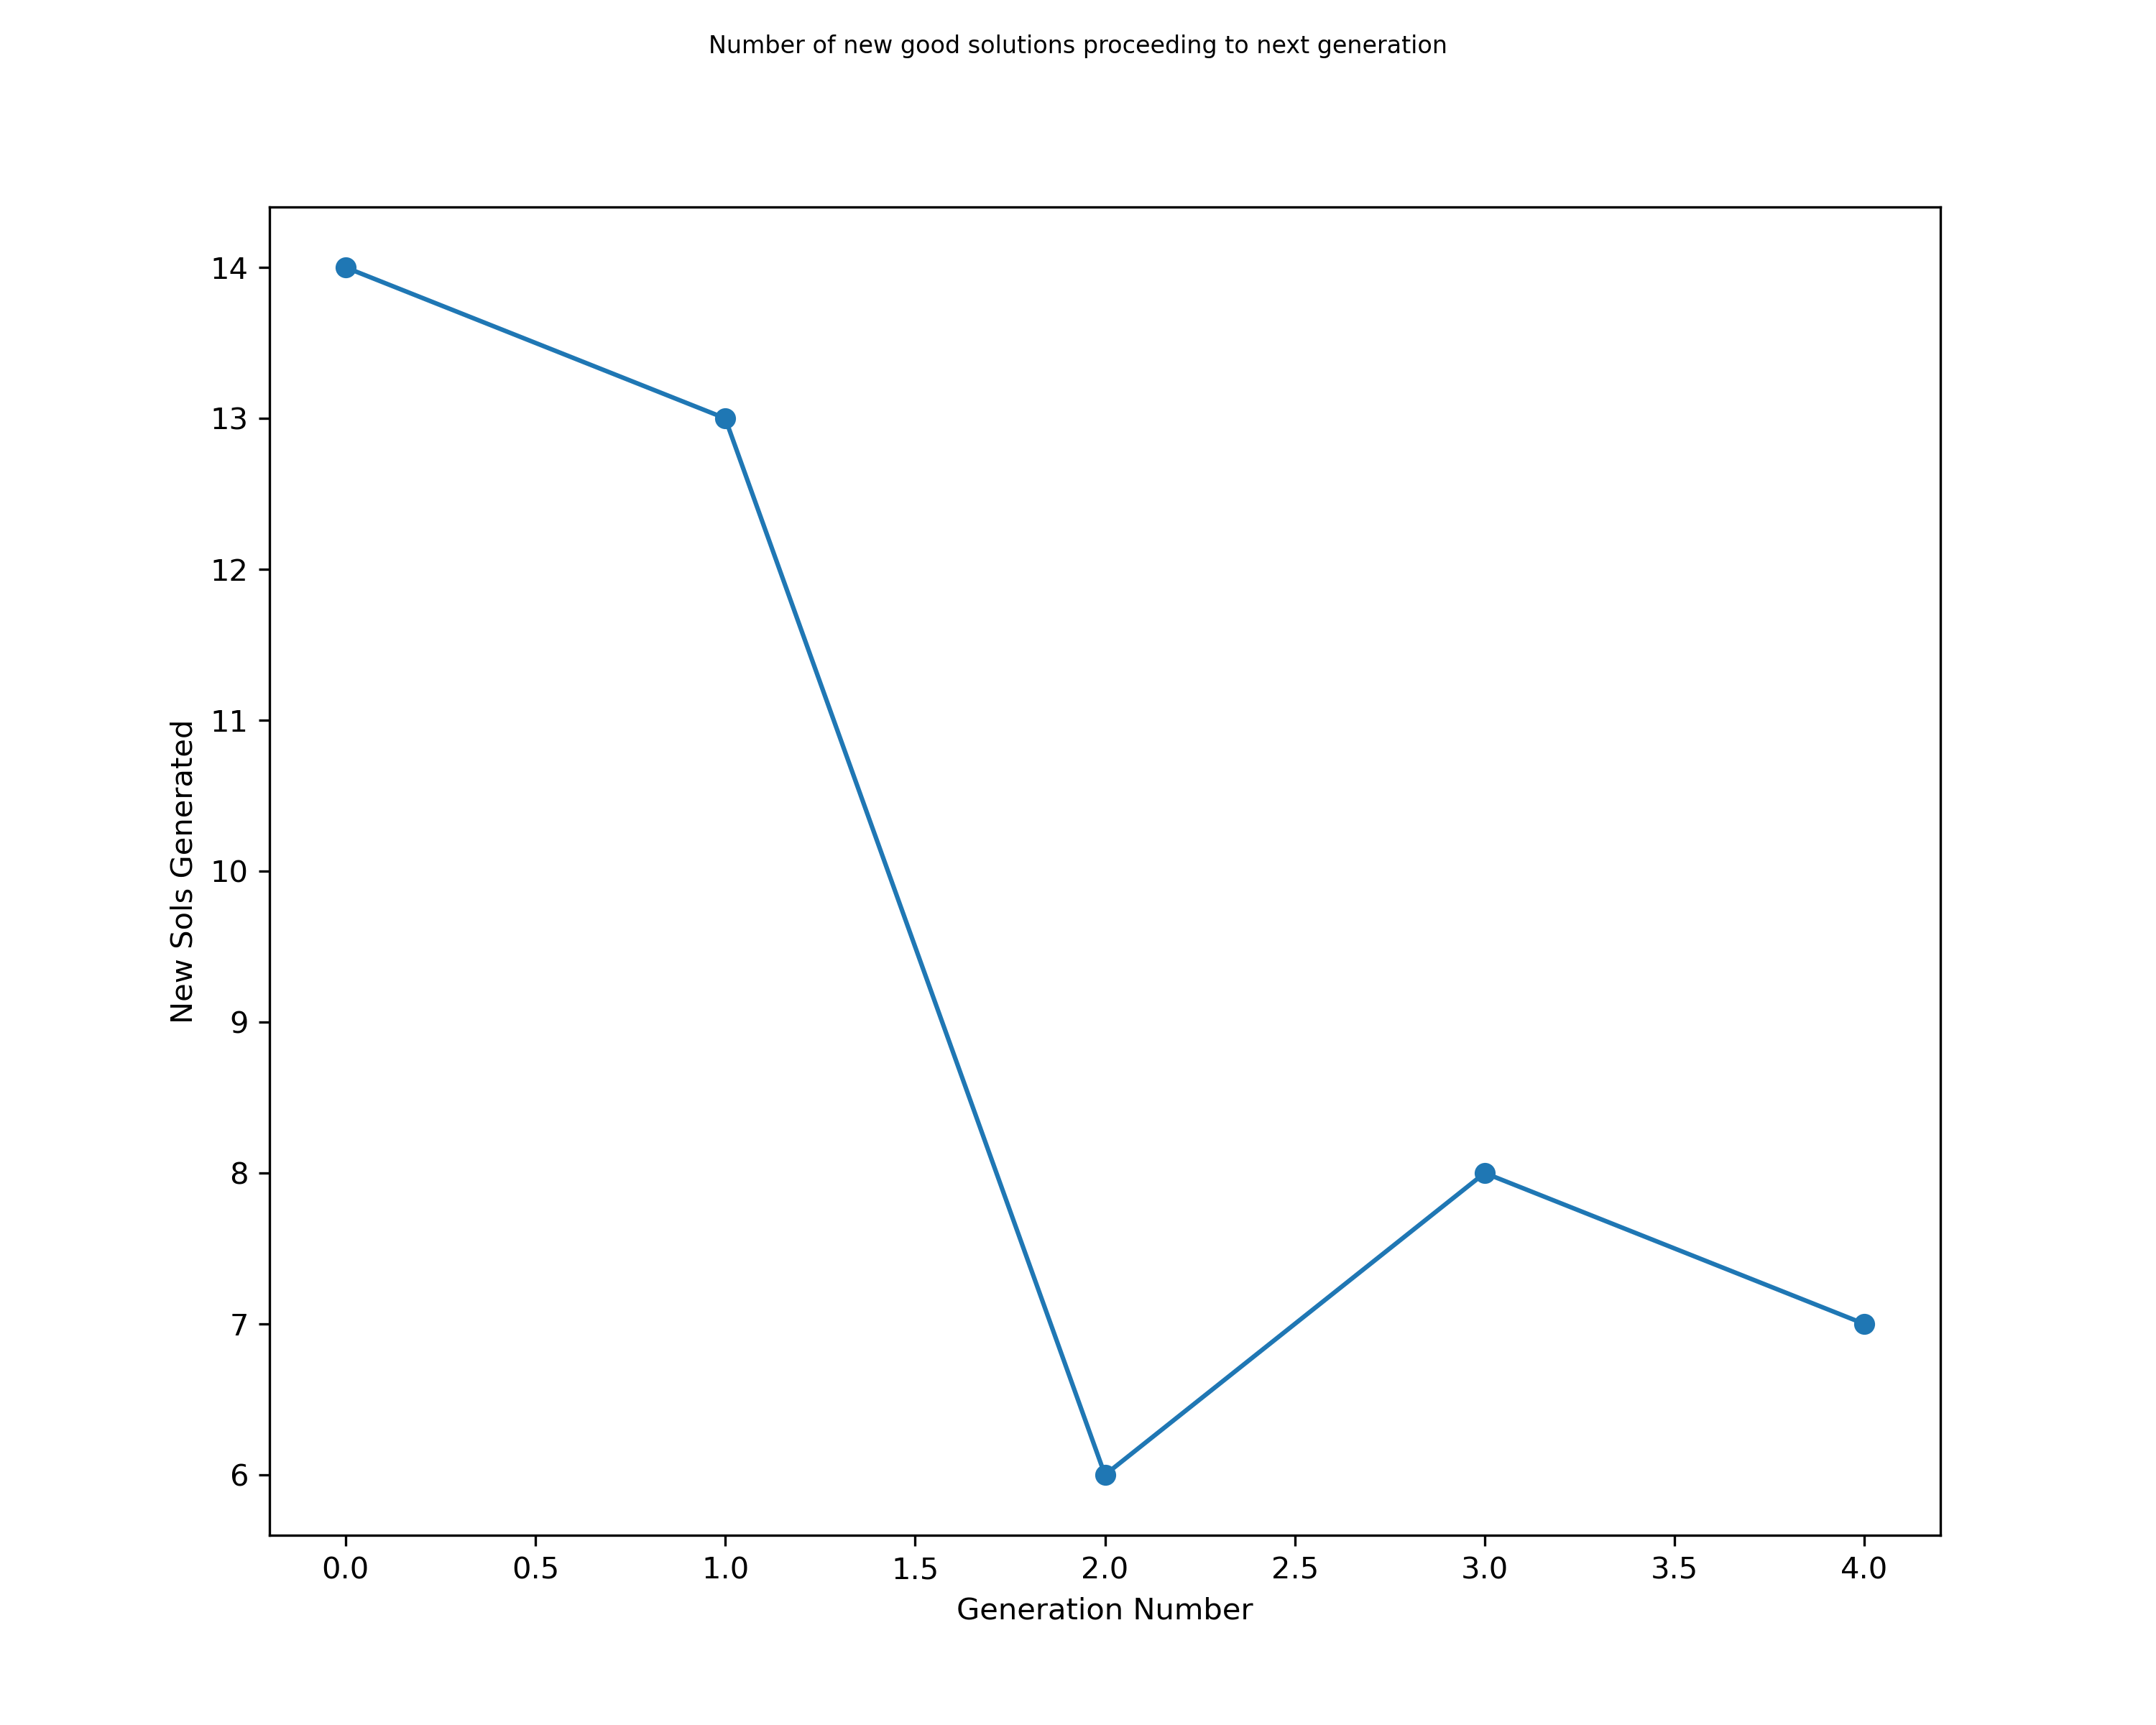 Number of new good solutions proceeding to next generation
14
13
12
11
10
9
8
7
6
New Sols Generated
0.0 0.5 1.0 1.5 2.0 2.5 3.0 3.5 4.0
Generation Number